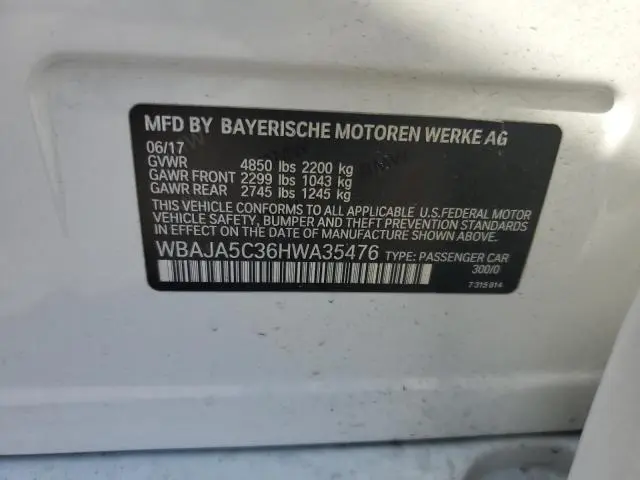 MFD BY BAYERISCHE MOTOREN WERKE AG
06/17
GVWR 4850 lbs 2200 kg
GAWR FRONT 2299 lbs 1043 kg
GAWR REAR 2745 lbs 1245 kg
THIS VEHICLE CONFORMS TO ALL APPLICABLE U.S.FEDERAL MOTOR
VEHICLE SAFETY, BUMPER AND THEFT PREVENTION STANDARDS
IN EFFECT ON THE DATE OF MANUFACTURE SHOWN ABOVE.
WBAJA5C36HWA35476 TYPE: PASSENGER CAR
300/0
7 315 814